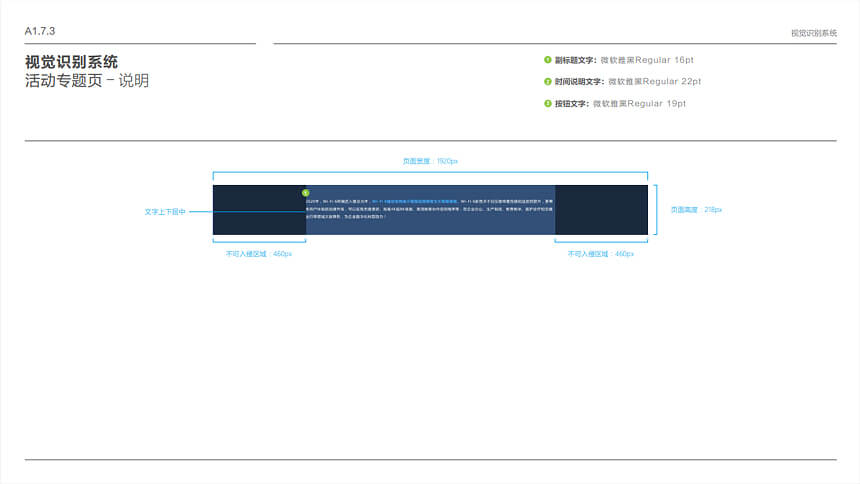 A1.7.3
视觉识别系统
视觉识别系统
活动专题页 – 说明
1 副标题文字：微软雅黑Regular 16pt
2 时间说明文字：微软雅黑Regular 22pt
3 按钮文字：微软雅黑Regular 19pt
页面宽度：1920px
文字上下居中
页面高度：218px
不可入侵区域：460px
不可入侵区域：460px